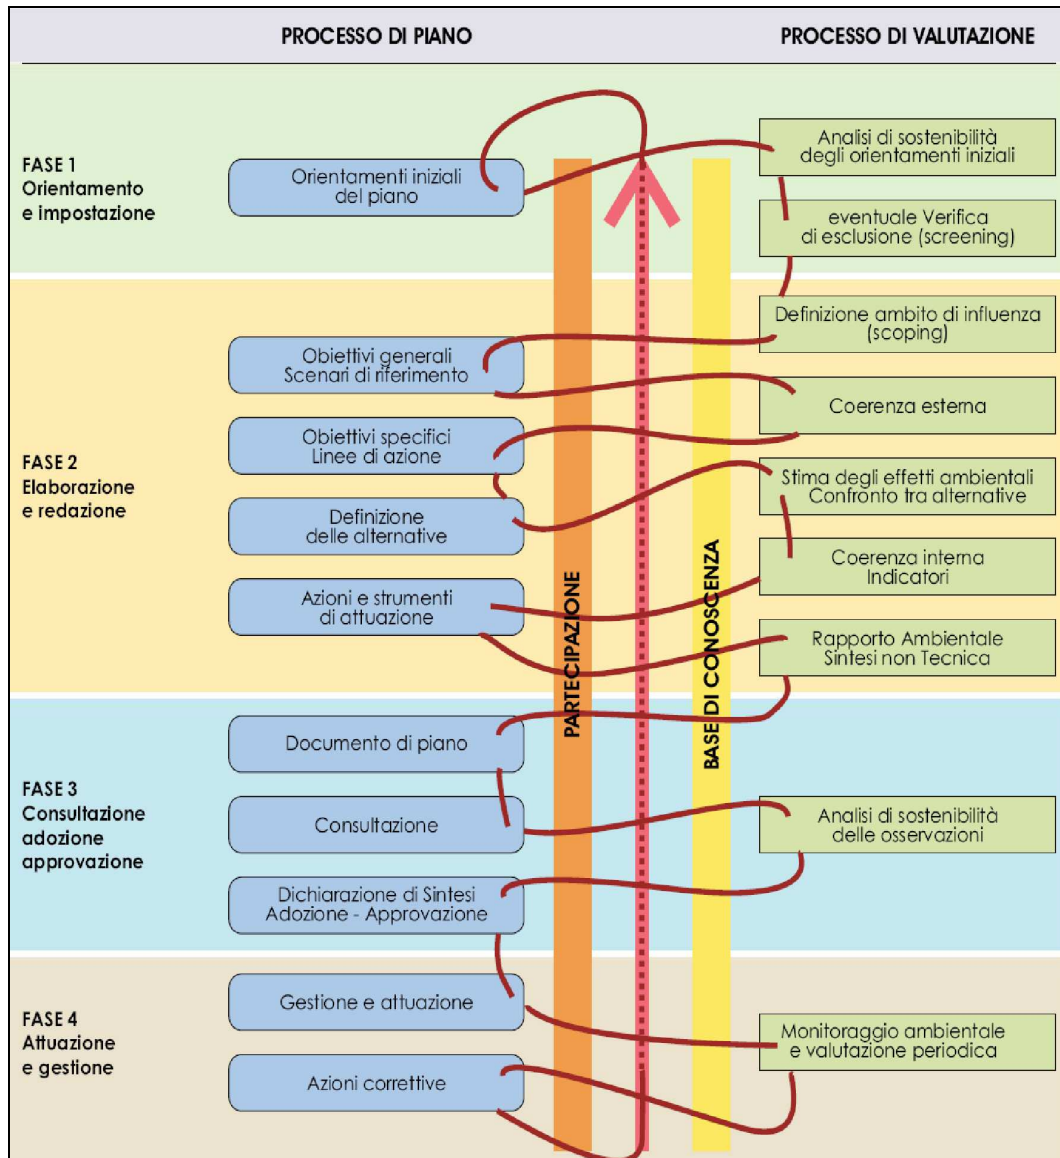 PROCESSO DI PIANO
PROCESSO DI VALUTAZIONE
FASE 1
Orientamento
e impostazione
Orientamenti iniziali
del piano
Analisi di sostenibilità
degli orientamenti iniziali
eventuale Verifica
di esclusione (screening)
FASE 2
Elaborazione
e redazione
Definizione ambito di influenza
(scoping)
Obiettivi generali
Scenari di riferimento
Coerenza esterna
Obiettivi specifici
Linee di azione
Stima degli effetti ambientali
Confronto tra alternative
Definizione
delle alternative
Coerenza interna
Indicatori
Azioni e strumenti
di attuazione
Rapporto Ambientale
Sintesi non Tecnica
PARTECIPAZIONE
BASE DI CONOSCENZA
FASE 3
Consultazione
adozione
approvazione
Documento di piano
Consultazione
Analisi di sostenibilità
delle osservazioni
Dichiarazione di Sintesi
Adozione - Approvazione
FASE 4
Attuazione
e gestione
Gestione e attuazione
Monitoraggio ambientale
e valutazione periodica
Azioni correttive